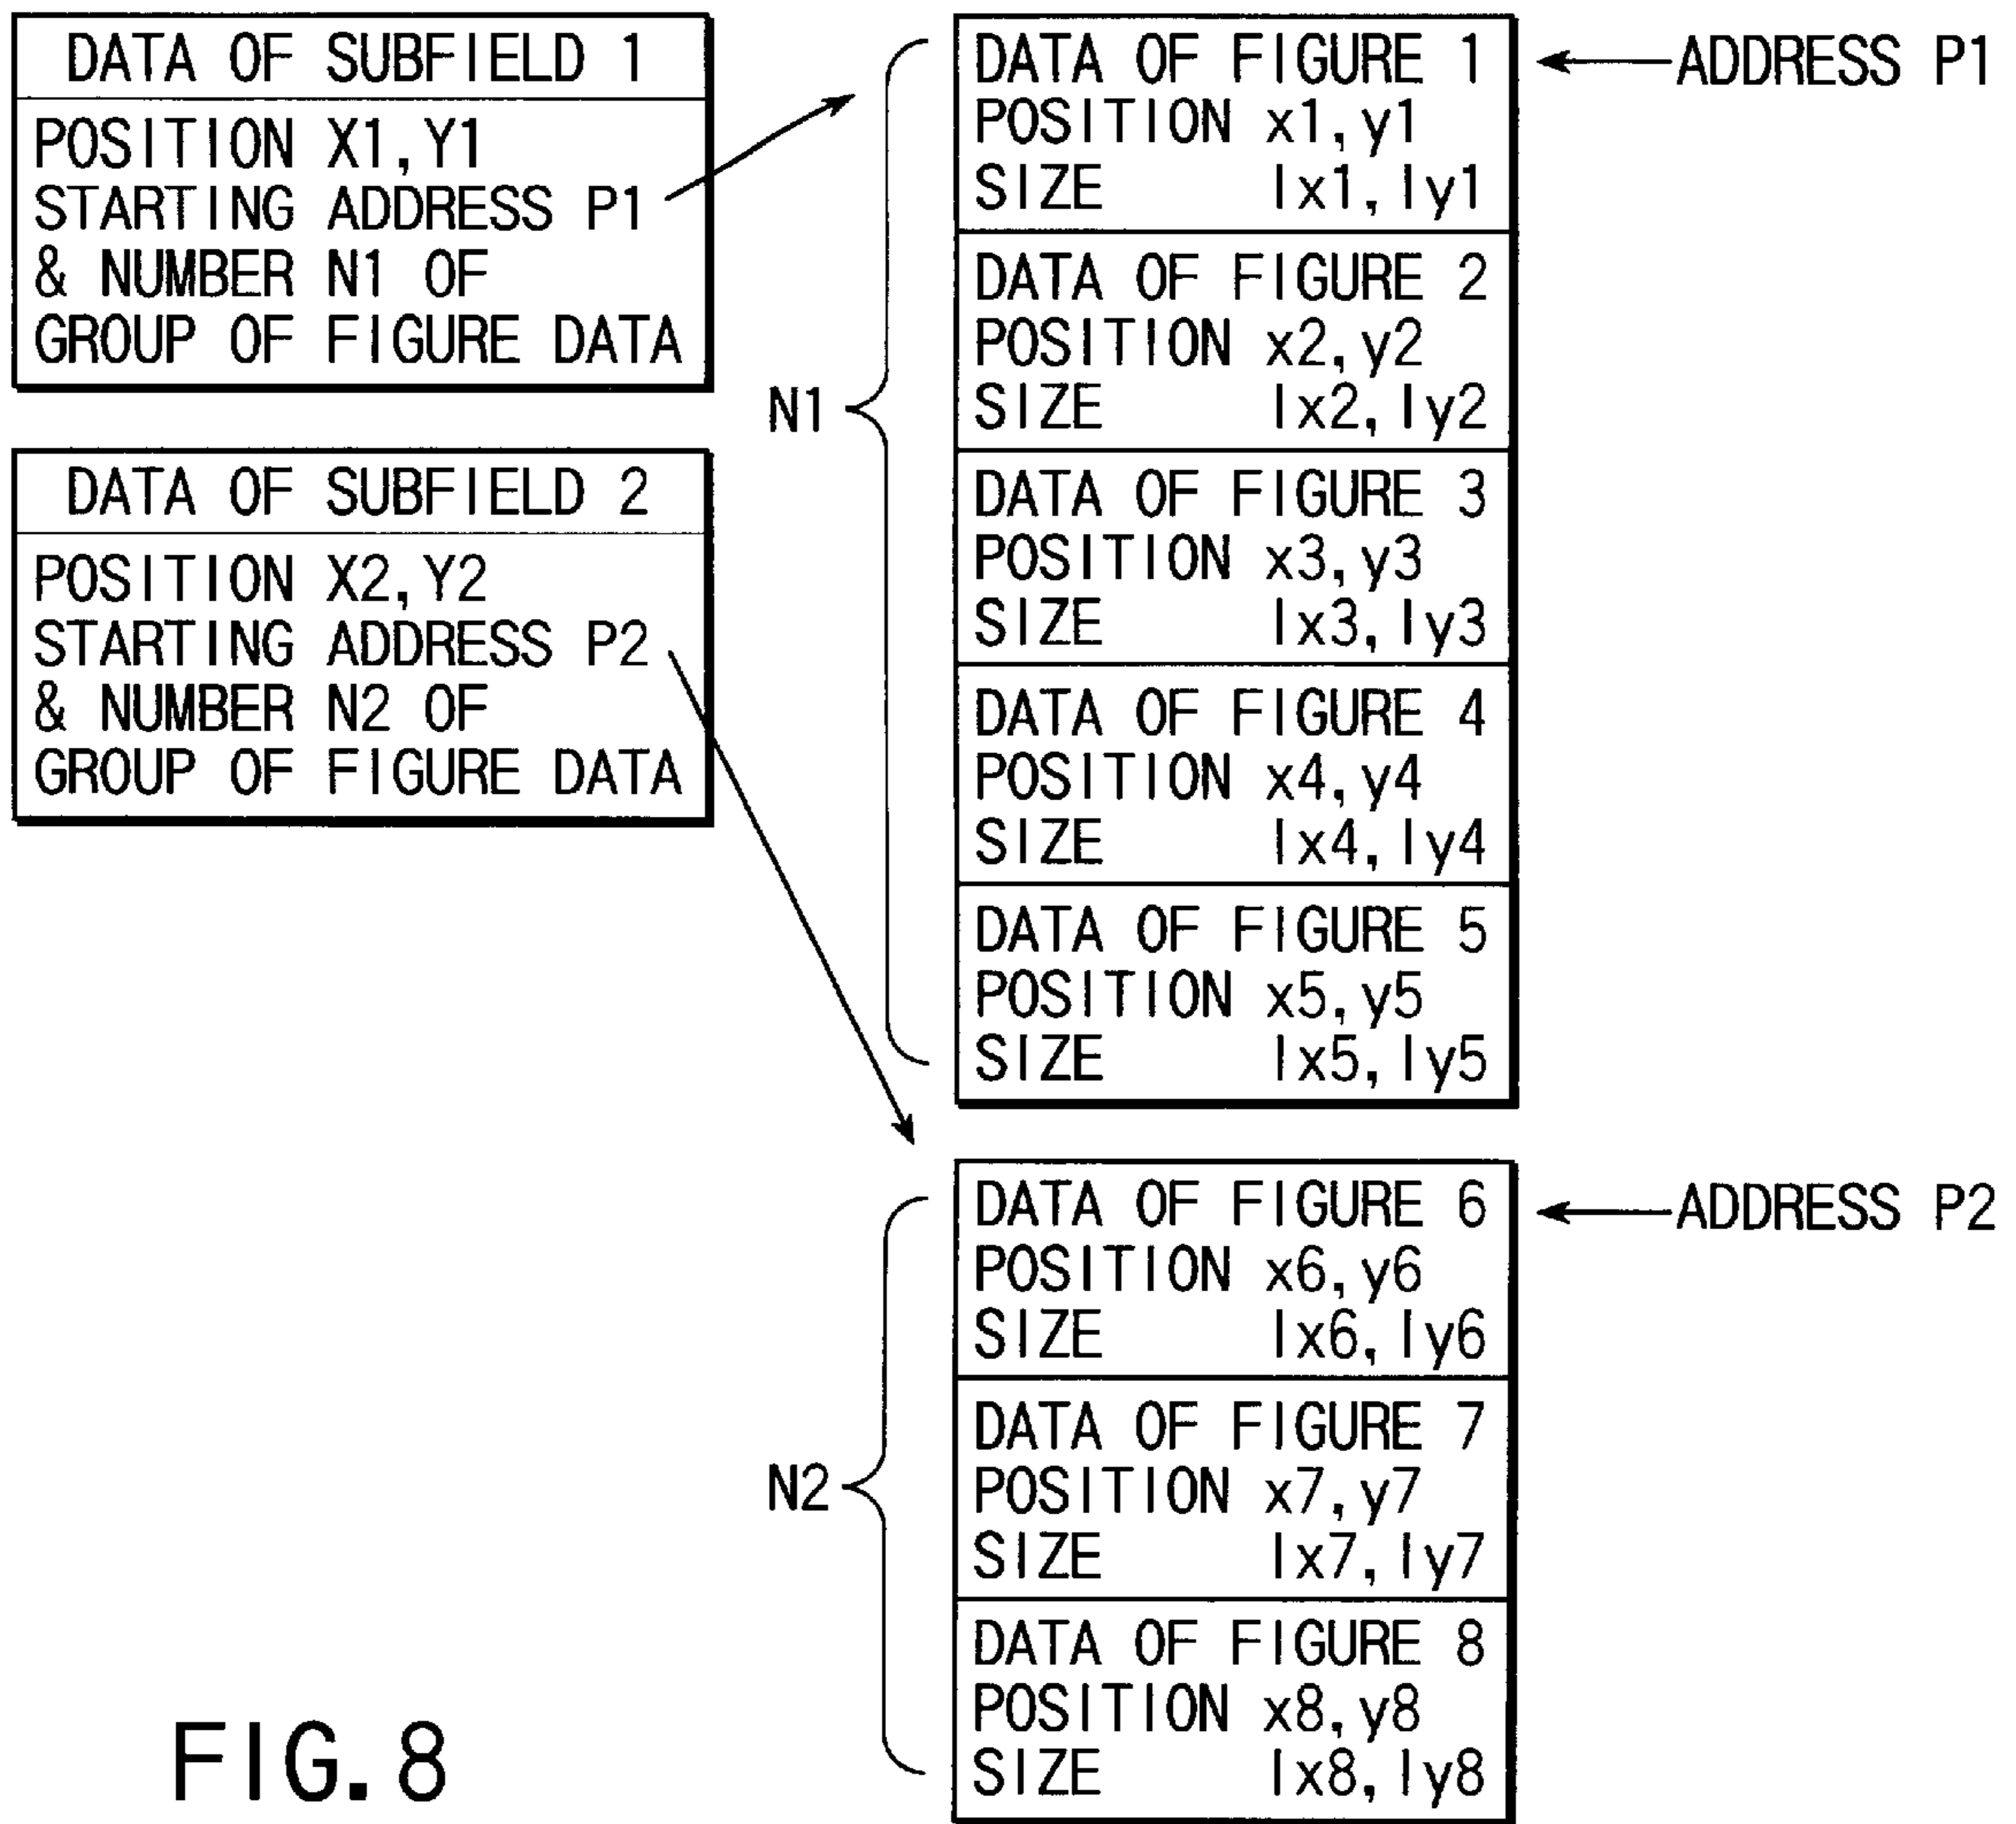 DATA OF SUBFIELD 1
POSITION X1,Y1
STARTING ADDRESS P1
& NUMBER N1 OF
GROUP OF FIGURE DATA
DATA OF SUBFIELD 2
POSITION X2,Y2
STARTING ADDRESS P2
& NUMBER N2 OF
GROUP OF FIGURE DATA
N1
DATA OF FIGURE 1
POSITION x1,y1
SIZE lx1,ly1
ADDRESS P1
DATA OF FIGURE 2
POSITION x2,y2
SIZE lx2,ly2
DATA OF FIGURE 3
POSITION x3,y3
SIZE lx3,ly3
DATA OF FIGURE 4
POSITION x4,y4
SIZE lx4,ly4
DATA OF FIGURE 5
POSITION x5,y5
SIZE lx5,ly5
N2
DATA OF FIGURE 6
POSITION x6,y6
SIZE lx6,ly6
ADDRESS P2
DATA OF FIGURE 7
POSITION x7,y7
SIZE lx7,ly7
DATA OF FIGURE 8
POSITION x8,y8
SIZE lx8,ly8
FIG.8